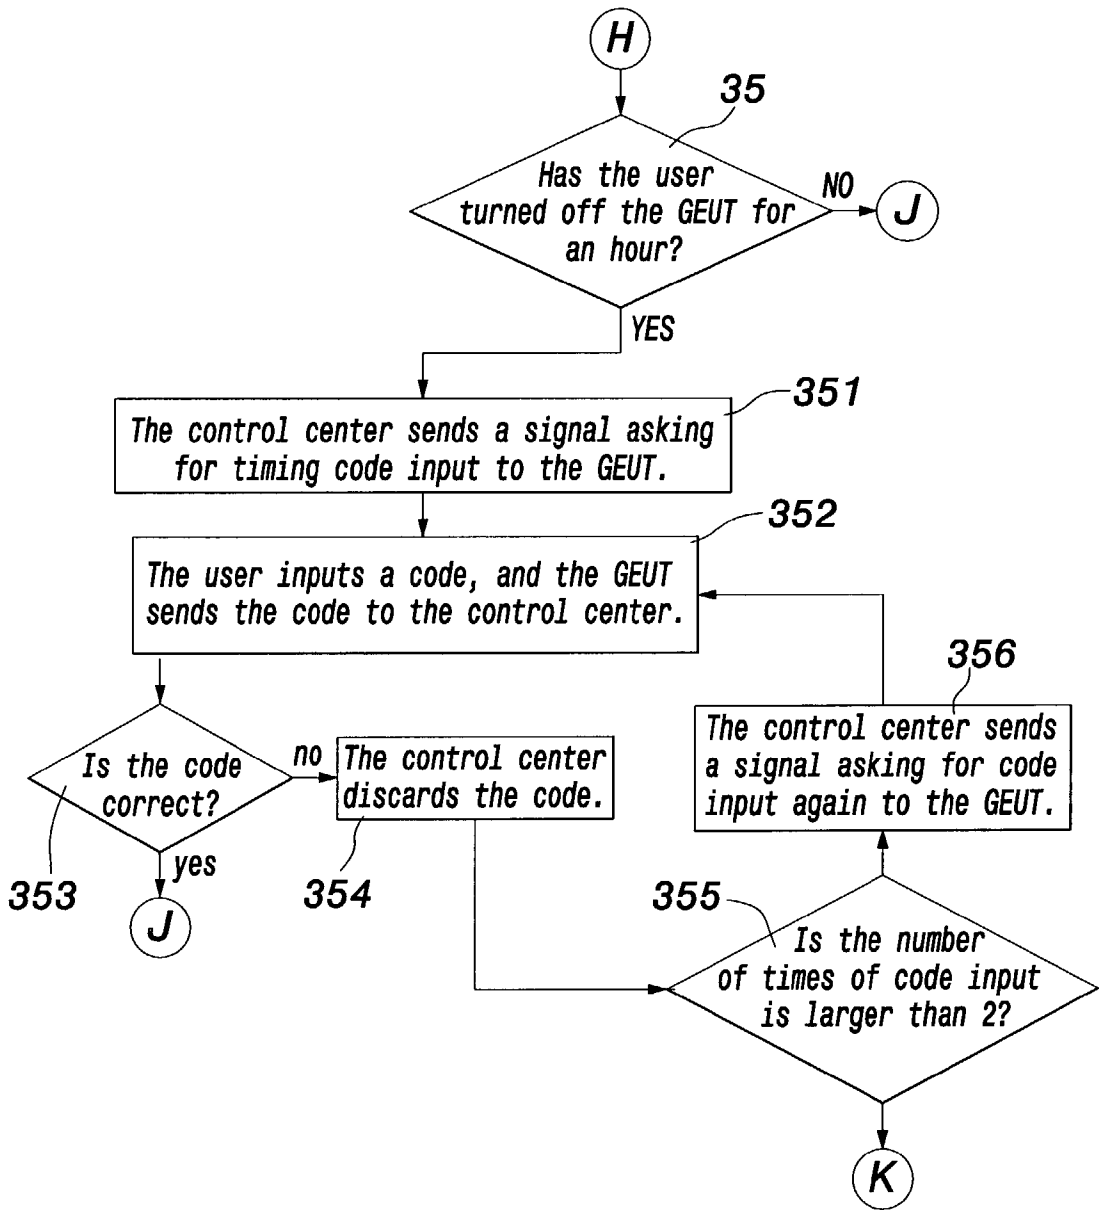 H
35
Has the user
turned off the GEUT for
an hour?
NO
J
YES
351
The control center sends a signal asking
for timing code input to the GEUT.
352
The user inputs a code, and the GEUT
sends the code to the control center.
356
The control center sends
a signal asking for code
input again to the GEUT.
Is the code
correct?
no
The control center
discards the code.
353
yes
354
J
355
Is the number
of times of code input
is larger than 2?
K